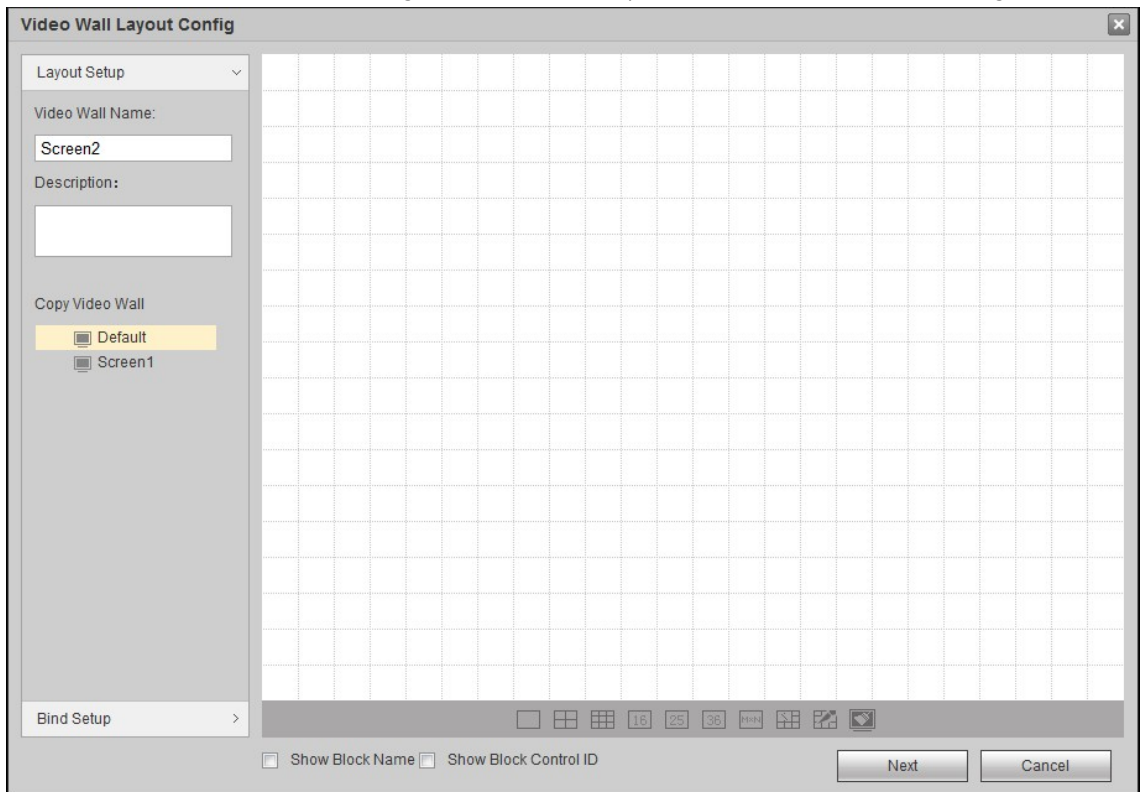 Video Wall Layout Config
Layout Setup
Video Wall Name:
Screen2
Description:
Copy Video Wall
Default
Screen1
Bind Setup
16 25 36 M×N
Show Block Name Show Block Control ID
Next Cancel